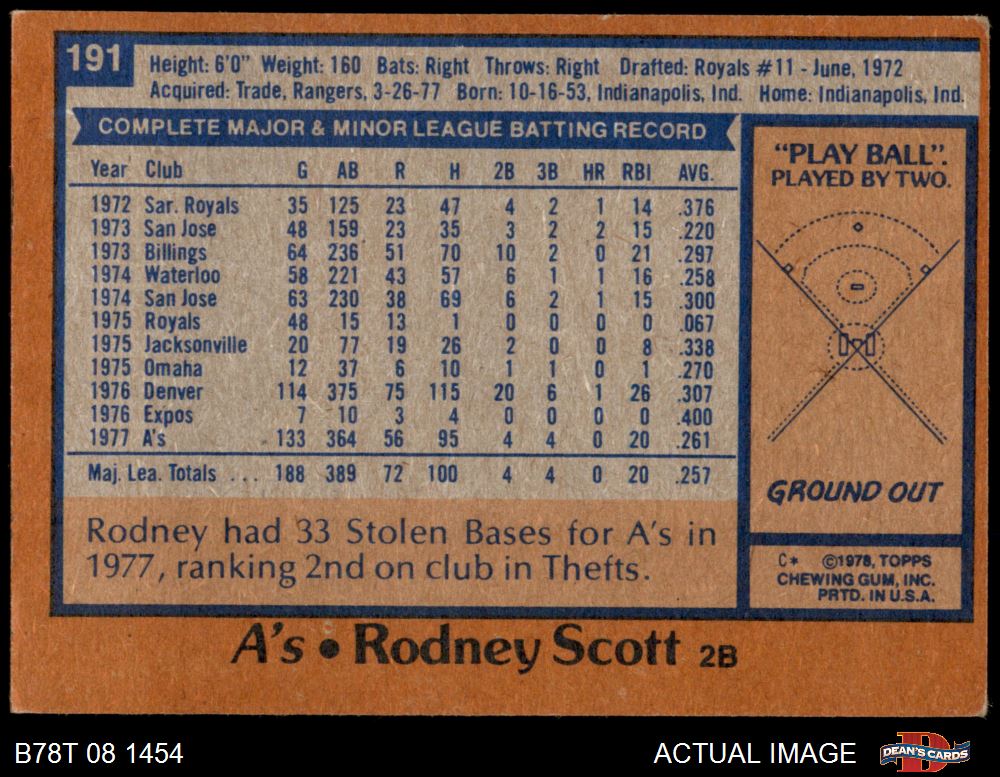 191
Height: 6'0" Weight: 160 Bats: Right Throws: Right Drafted: Royals #11 - June, 1972
Acquired: Trade, Rangers, 3-26-77 Born: 10-16-53, Indianapolis, Ind. Home: Indianapolis, Ind.
COMPLETE MAJOR & MINOR LEAGUE BATTING RECORD
Year Club G AB R H 2B 3B HR RBI AVG.
1972 Sar. Royals 35 125 23 47 4 2 1 14 .376
1973 San Jose 48 159 23 35 3 2 2 15 .220
1973 Billings 64 236 51 70 10 2 0 21 .297
1974 Waterloo 58 221 43 57 6 1 1 16 .258
1974 San Jose 63 230 38 69 6 2 1 15 .300
1975 Royals 48 15 13 1 0 0 0 0 .067
1975 Jacksonville 20 77 19 26 2 0 0 8 .338
1975 Omaha 12 37 6 10 1 1 0 1 .270
1976 Denver 114 375 75 115 20 6 1 26 .307
1976 Expos 7 10 3 4 0 0 0 0 .400
1977 A's 133 364 56 95 4 4 0 20 .261
Maj. Lea. Totals ... 188 389 72 100 4 4 0 20 .257
Rodney had 33 Stolen Bases for A's in
1977, ranking 2nd on club in Thefts.
"PLAY BALL".
PLAYED BY TWO.
GROUND OUT
C* ©1978, TOPPS
CHEWING GUM, INC.
PRTD. IN U.S.A.
A's • Rodney Scott 2B
B78T 08 1454
ACTUAL IMAGE
D
DEAN'S CARDS